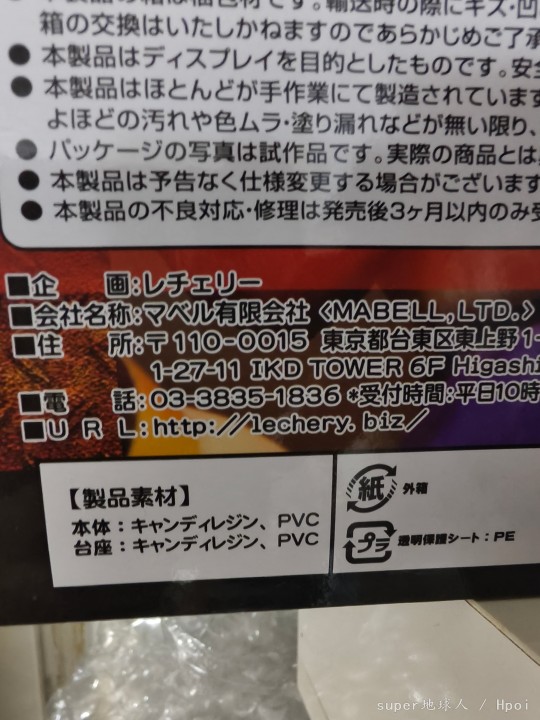 箱の交換はいたしかねますのであらかじめご了承
● 本製品はディスプレイを目的としたものです。安全
● 本製品はほとんどが手作業にて製造されています
よほどの汚れや色ムラ・塗り漏れなどが無い限り、
● パッケージの写真は試作品です。実際の商品とは
● 本製品は予告なく仕様変更する場合がございます
● 本製品の不良対応・修理は発売後3ヶ月以内のみ受
■企　　画:レチェリー
■会社名称:マベル有限会社 <MABELL,LTD.>
■住　　所:〒110-0015 東京都台東区東上野1-
1-27-11 IKD TOWER 6F Higashi
■電　　話:03-3835-1836 *受付時間:平日10時
■U R L:http://lechery.biz/
【製品素材】
本体:キャンディレジン、PVC
台座:キャンディレジン、PVC
紙 外箱
プラ 透明保護シート:PE
super地球人 / Hpoi